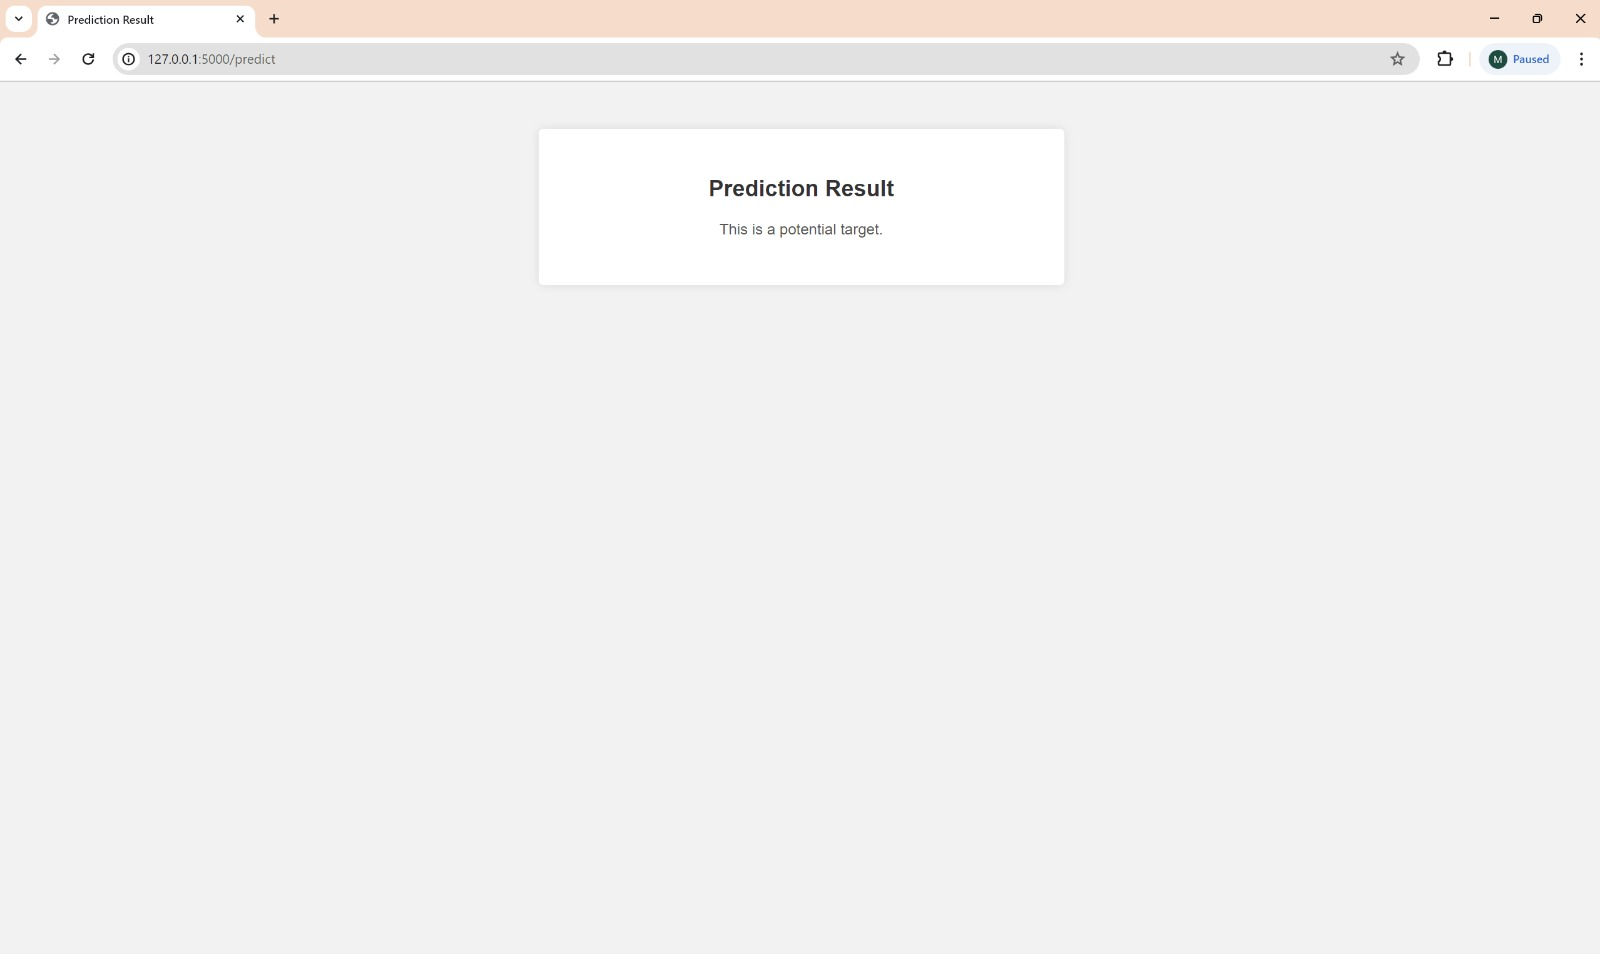 Prediction Result
127.0.0.1:5000/predict
M Paused
Prediction Result
This is a potential target.